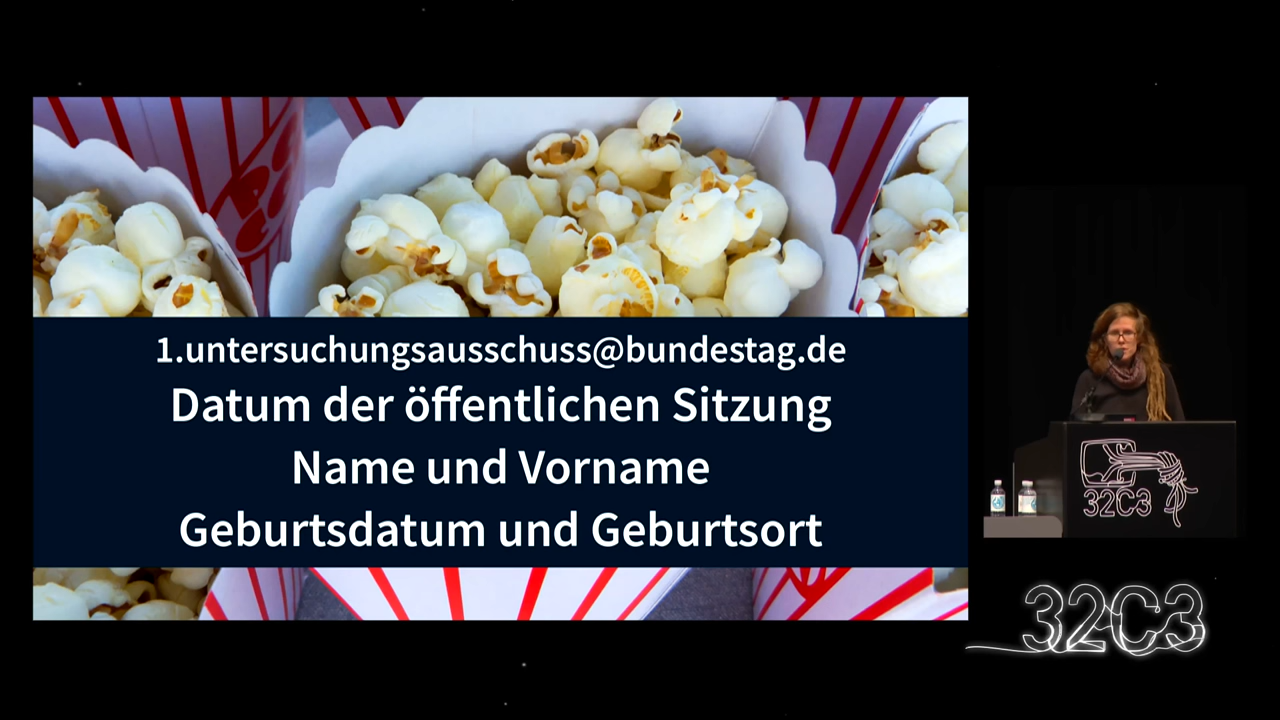 1.untersuchungsausschuss@bundestag.de
Datum der öffentlichen Sitzung
Name und Vorname
Geburtsdatum und Geburtsort
32C3
32C3